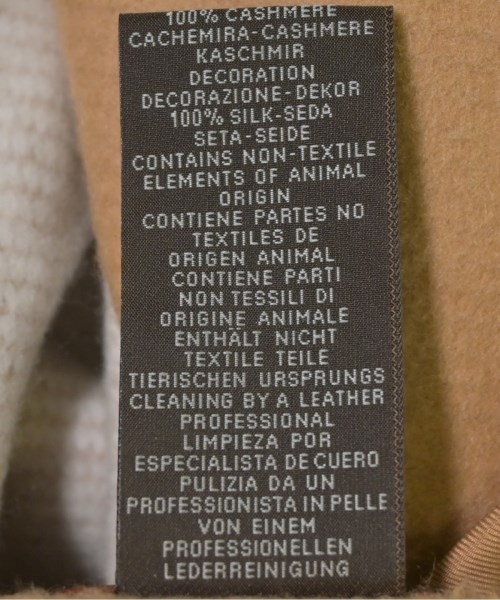 100% CASHMERE
CACHEMIRA-CASHMERE
KASCHMIR
DECORATION
DECORAZIONE-DEKOR
100% SILK-SEDA
SETA-SEIDE
CONTAINS NON-TEXTILE
ELEMENTS OF ANIMAL
ORIGIN
CONTIENE PARTES NO
TEXTILES DE
ORIGEN ANIMAL
CONTIENE PARTI
NON TESSILI DI
ORIGINE ANIMALE
ENTHÄLT NICHT
TEXTILE TEILE
TIERISCHEN URSPRUNGS
CLEANING BY A LEATHER
PROFESSIONAL
LIMPIEZA POR
ESPECIALISTA DE CUERO
PULIZIA DA UN
PROFESSIONISTA IN PELLE
VON EINEM
PROFESSIONELLEN
LEDERREINIGUNG